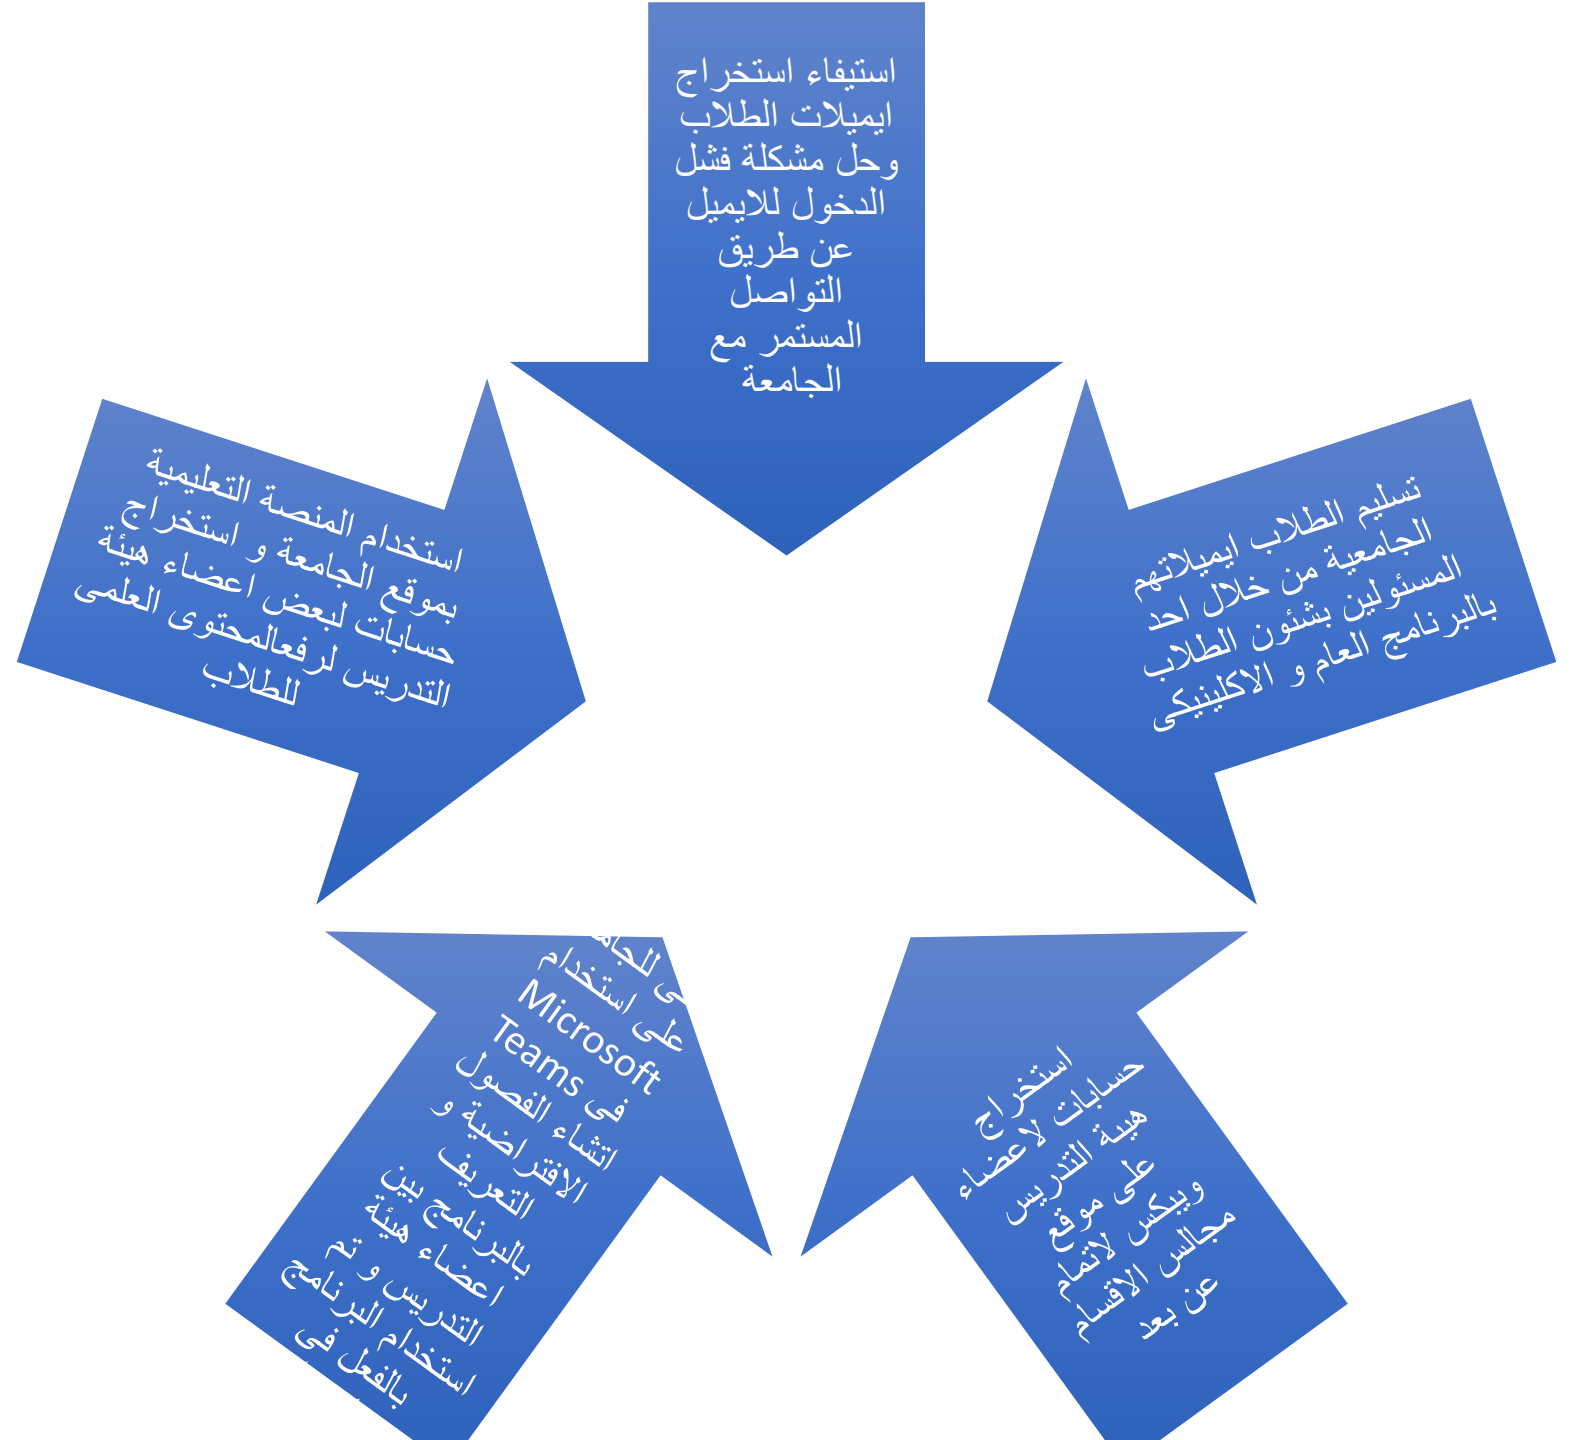 استيفاء استخراج
ايميلات الطلاب
وحل مشكلة فشل
الدخول للايميل
عن طريق
التواصل
المستمر مع
الجامعة
تسليم الطلاب ايميلاتهم
الجامعية من خلال احد
المسئولين بشئون الطلاب
بالبرنامج العام و الاكلينيكى
استخراج
حسابات لاعضاء
هيىة التدريس
على موقع
ويبكس لاتمام
مجالس الاقسام
عن بعد
على استخدام
Microsoft
Teams فى
انشاء الفصول
الافتراضية و
التعريف
بالبرنامج بين
اعضاء هيئة
التدريس و تم
استخدام البرنامج
بالفعل فى
استخدام المنصة التعليمية
بموقع الجامعة و استخراج
حسابات لبعض اعضاء هيئة
التدريس لرفعالمحتوى العلمى
للطلاب